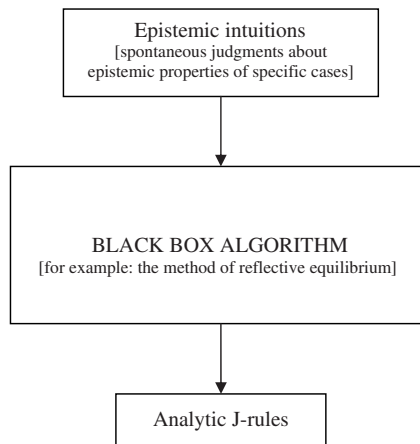 Epistemic intuitions
[spontaneous judgments about
epistemic properties of specific cases]
BLACK BOX ALGORITHM
[for example: the method of reflective equilibrium]
Analytic J-rules